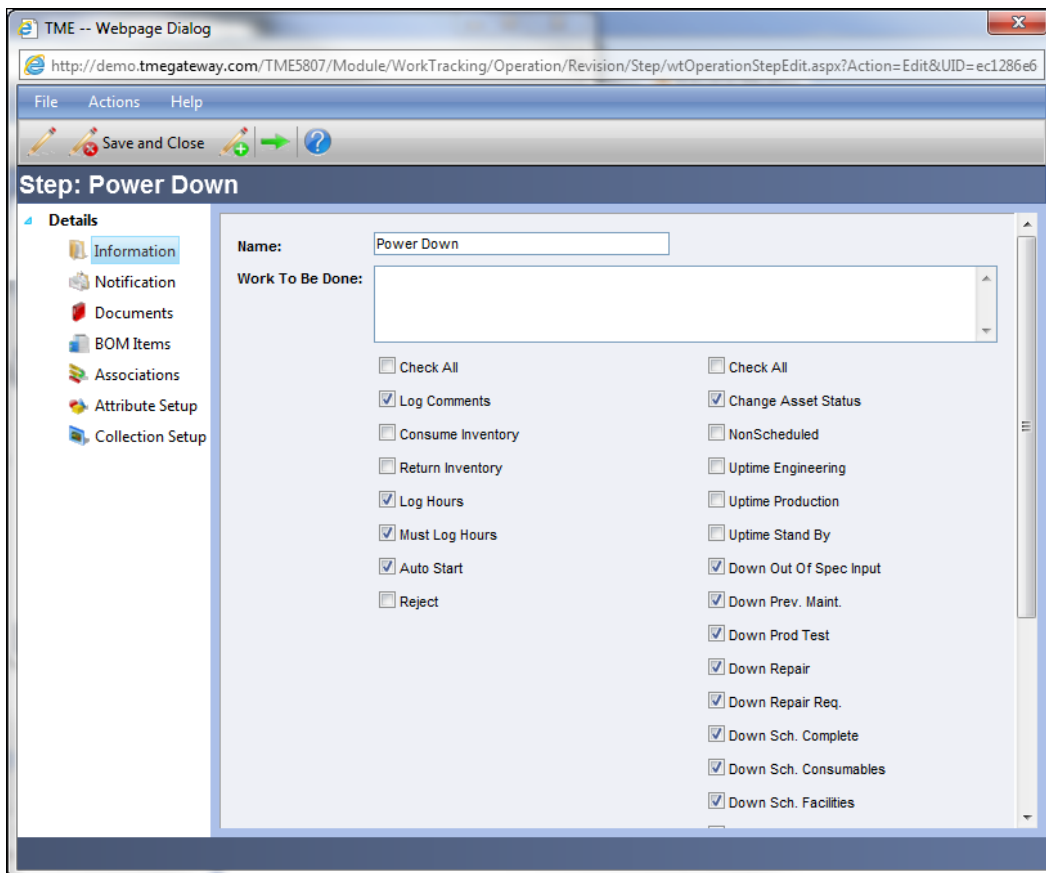 TME -- Webpage Dialog
http://demo.tmegateway.com/TME5807/Module/WorkTracking/Operation/Revision/Step/wtOperationStepEdit.aspx?Action=Edit&UID=ec1286e6
File Actions Help
Save and Close
Step: Power Down
Details
Information
Notification
Documents
BOM Items
Associations
Attribute Setup
Collection Setup
Name: Power Down
Work To Be Done:
Check All Check All
Log Comments Change Asset Status
Consume Inventory NonScheduled
Return Inventory Uptime Engineering
Log Hours Uptime Production
Must Log Hours Uptime Stand By
Auto Start Down Out Of Spec Input
Reject Down Prev. Maint.
Down Prod Test
Down Repair
Down Repair Req.
Down Sch. Complete
Down Sch. Consumables
Down Sch. Facilities